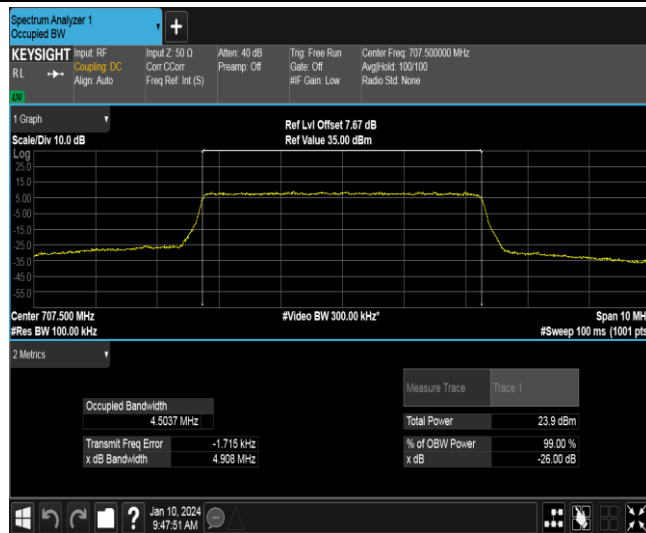 Spectrum Analyzer 1
Occupied BW
+
KEYSIGHT
RL
Input: RF
Coupling: DC
Align: Auto
Input Z: 50 Ω
Corr CCorr
Freq Ref: Int (S)
Atten: 40 dB
Preamp: Off
Trig: Free Run
Gate: Off
#IF Gain: Low
Center Freq: 707.500000 MHz
Avg|Hold: 100/100
Radio Std: None
1 Graph
Scale/Div 10.0 dB
Ref Lvl Offset 7.67 dB
Ref Value 35.00 dBm
Log
25.0
15.0
5.00
-5.00
-15.0
-25.0
-35.0
-45.0
-55.0
Center 707.500 MHz
#Res BW 100.00 kHz
#Video BW 300.00 kHz*
Span 10 MH
#Sweep 100 ms (1001 pts
2 Metrics
Measure Trace Trace 1
Occupied Bandwidth
4.5037 MHz
Total Power 23.9 dBm
Transmit Freq Error -1.715 kHz
% of OBW Power 99.00 %
x dB Bandwidth 4.908 MHz
x dB -26.00 dB
?
Jan 10, 2024
9:47:51 AM